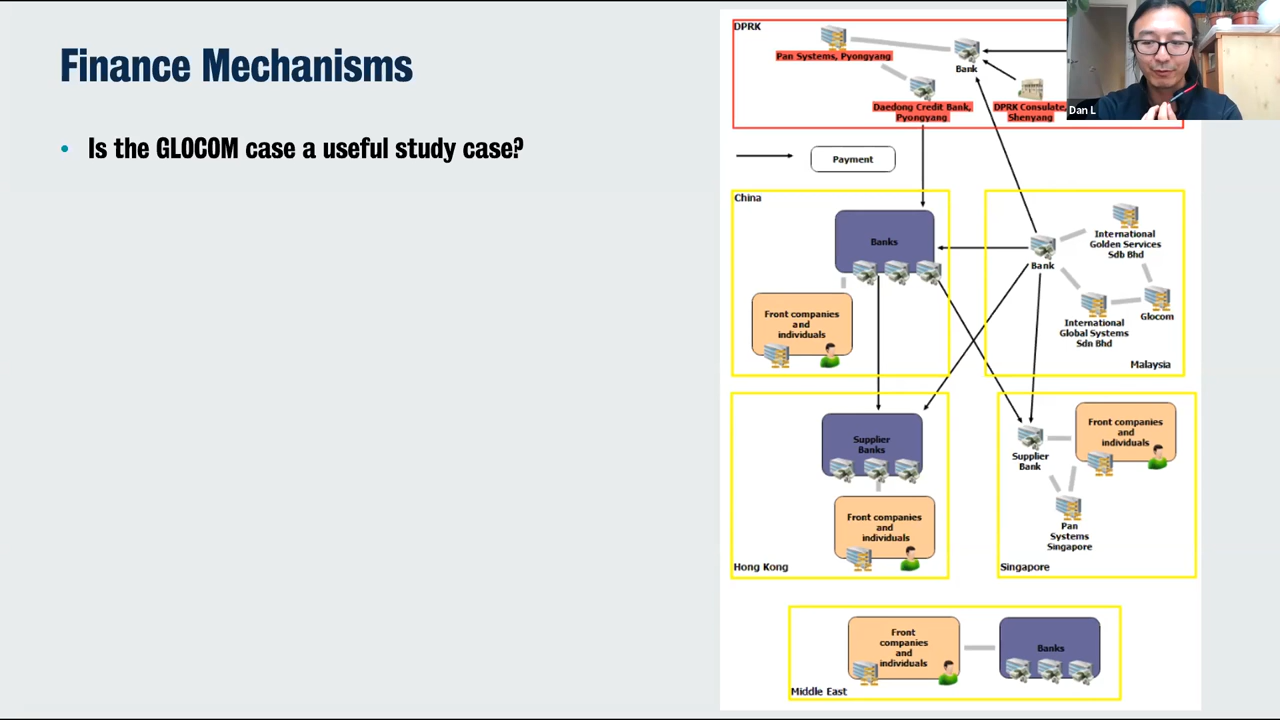 Finance Mechanisms
• Is the GLOCOM case a useful study case?
DPRK
Pan Systems, Pyongyang
Bank
Daedong Credit Bank,
Pyongyang
DPRK Consulate,
Shenyang
Dan L
Payment
China
Banks
Front companies
and
individuals
International
Golden Services
Sdb Bhd
Bank
International
Global Systems
Sdn Bhd
Glocom
Malaysia
Supplier
Banks
Front companies
and
individuals
Hong Kong
Front companies
and
individuals
Supplier
Bank
Pan
Systems
Singapore
Singapore
Front
companies
and
individuals
Banks
Middle East